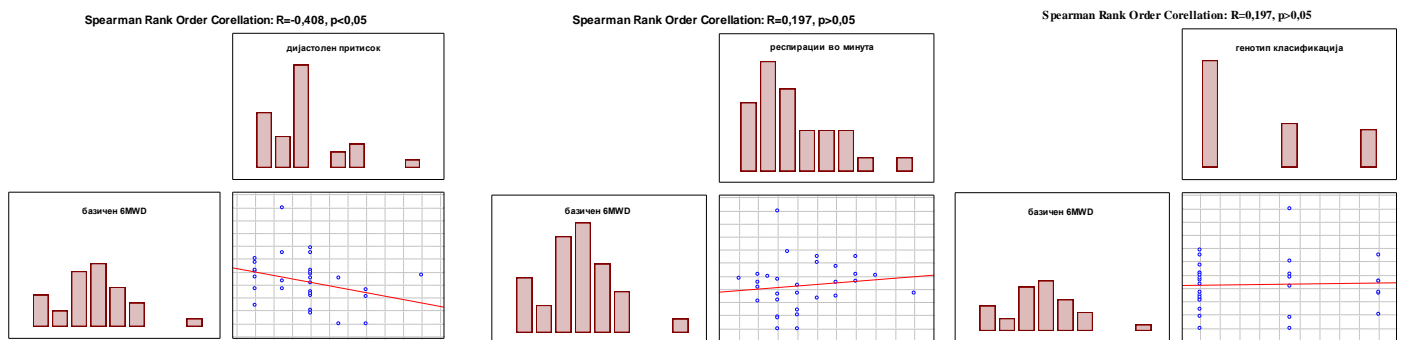 Spearman Rank Order Corellation: R=-0,408, p<0,05
дијастолен притисок
базичен 6MWD
Spearman Rank Order Corellation: R=0,197, p>0,05
респирации во минута
базичен 6MWD
Spearman Rank Order Corellation: R=0,197, p>0,05
генотип класификација
базичен 6MWD